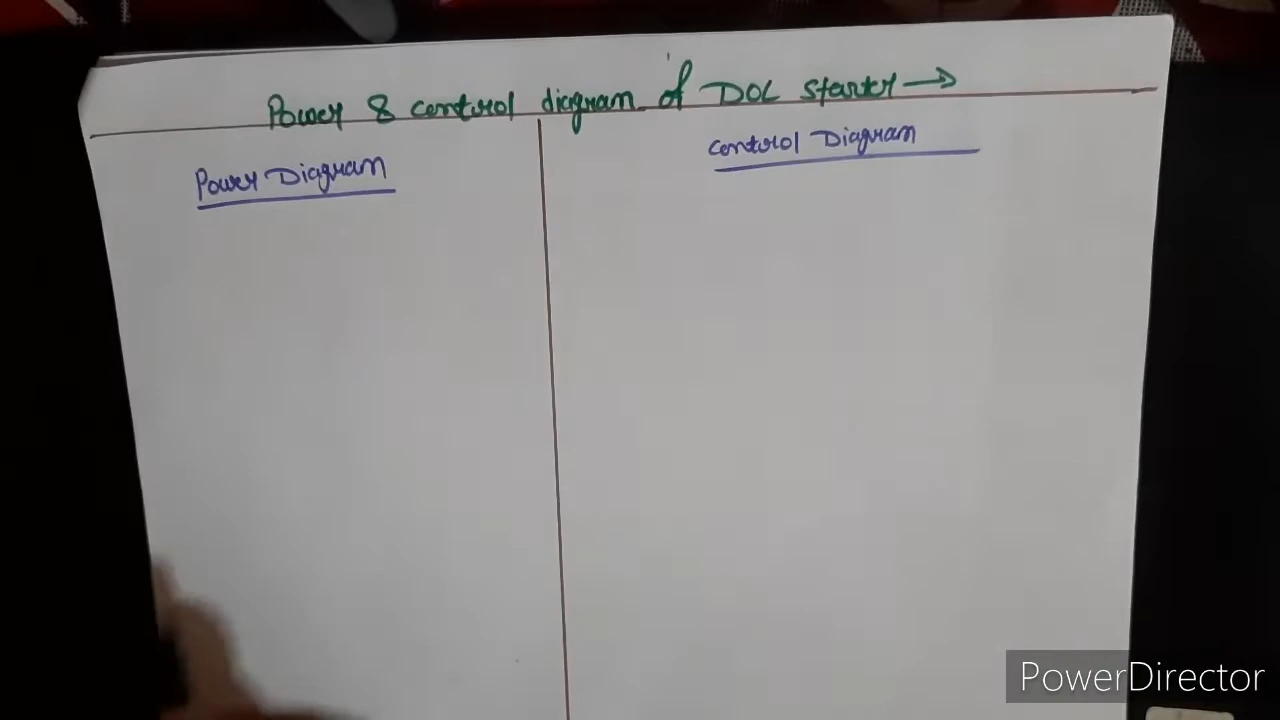 Power & control diagram of DOL starter →
Power Diagram
Control Diagram
PowerDirector